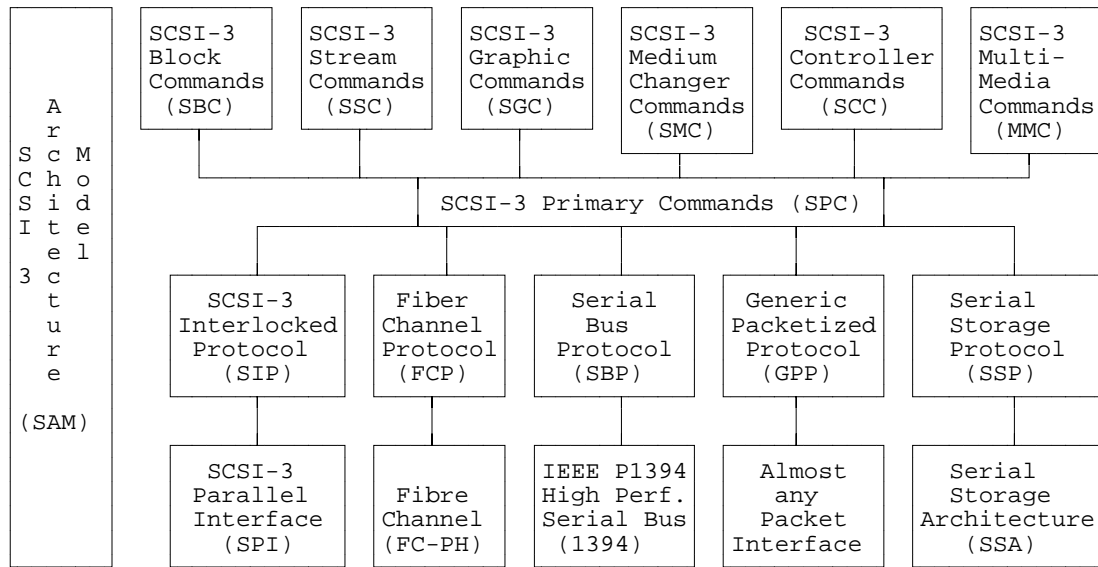 SCSI 3
Architecture
Model
(SAM)
SCSI-3
Block
Commands
(SBC)
SCSI-3
Stream
Commands
(SSC)
SCSI-3
Graphic
Commands
(SGC)
SCSI-3
Medium
Changer
Commands
(SMC)
SCSI-3
Controller
Commands
(SCC)
SCSI-3
Multi-
Media
Commands
(MMC)
SCSI-3 Primary Commands (SPC)
SCSI-3
Interlocked
Protocol
(SIP)
Fiber
Channel
Protocol
(FCP)
Serial
Bus
Protocol
(SBP)
Generic
Packetized
Protocol
(GPP)
Serial
Storage
Protocol
(SSP)
SCSI-3
Parallel
Interface
(SPI)
Fibre
Channel
(FC-PH)
IEEE P1394
High Perf.
Serial Bus
(1394)
Almost
any
Packet
Interface
Serial
Storage
Architecture
(SSA)